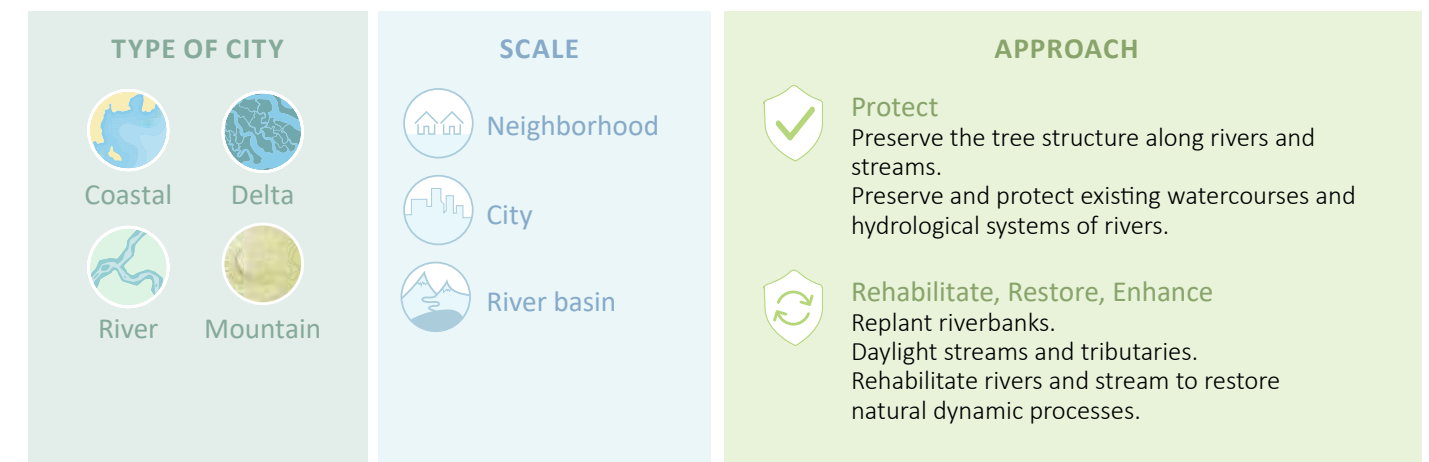 TYPE OF CITY
Coastal
Delta
River
Mountain
SCALE
Neighborhood
City
River basin
APPROACH
Protect
Preserve the tree structure along rivers and
streams.
Preserve and protect existing watercourses and
hydrological systems of rivers.
Rehabilitate, Restore, Enhance
Replant riverbanks.
Daylight streams and tributaries.
Rehabilitate rivers and stream to restore
natural dynamic processes.